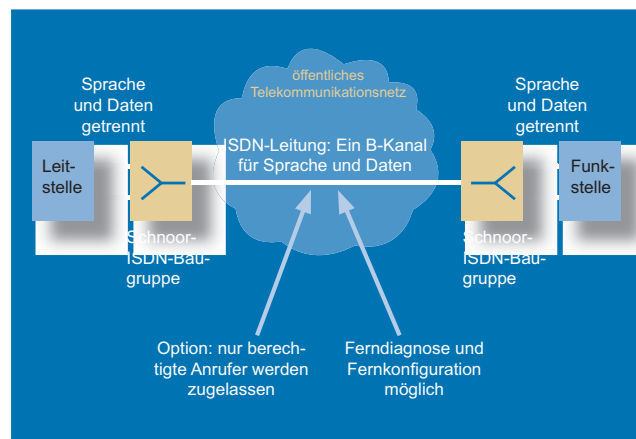 öffentliches
Telekommunikationsnetz
Sprache
und Daten
getrennt
Sprache
und Daten
getrennt
ISDN-Leitung: Ein B-Kanal
für Sprache und Daten
Leit-
stelle
Funk-
stelle
Schnoor-
ISDN-Bau-
gruppe
Schnoor-
ISDN-Bau-
gruppe
Option: nur berech-
tigte Anrufer werden
zugelassen
Ferndiagnose und
Fernkonfiguration
möglich